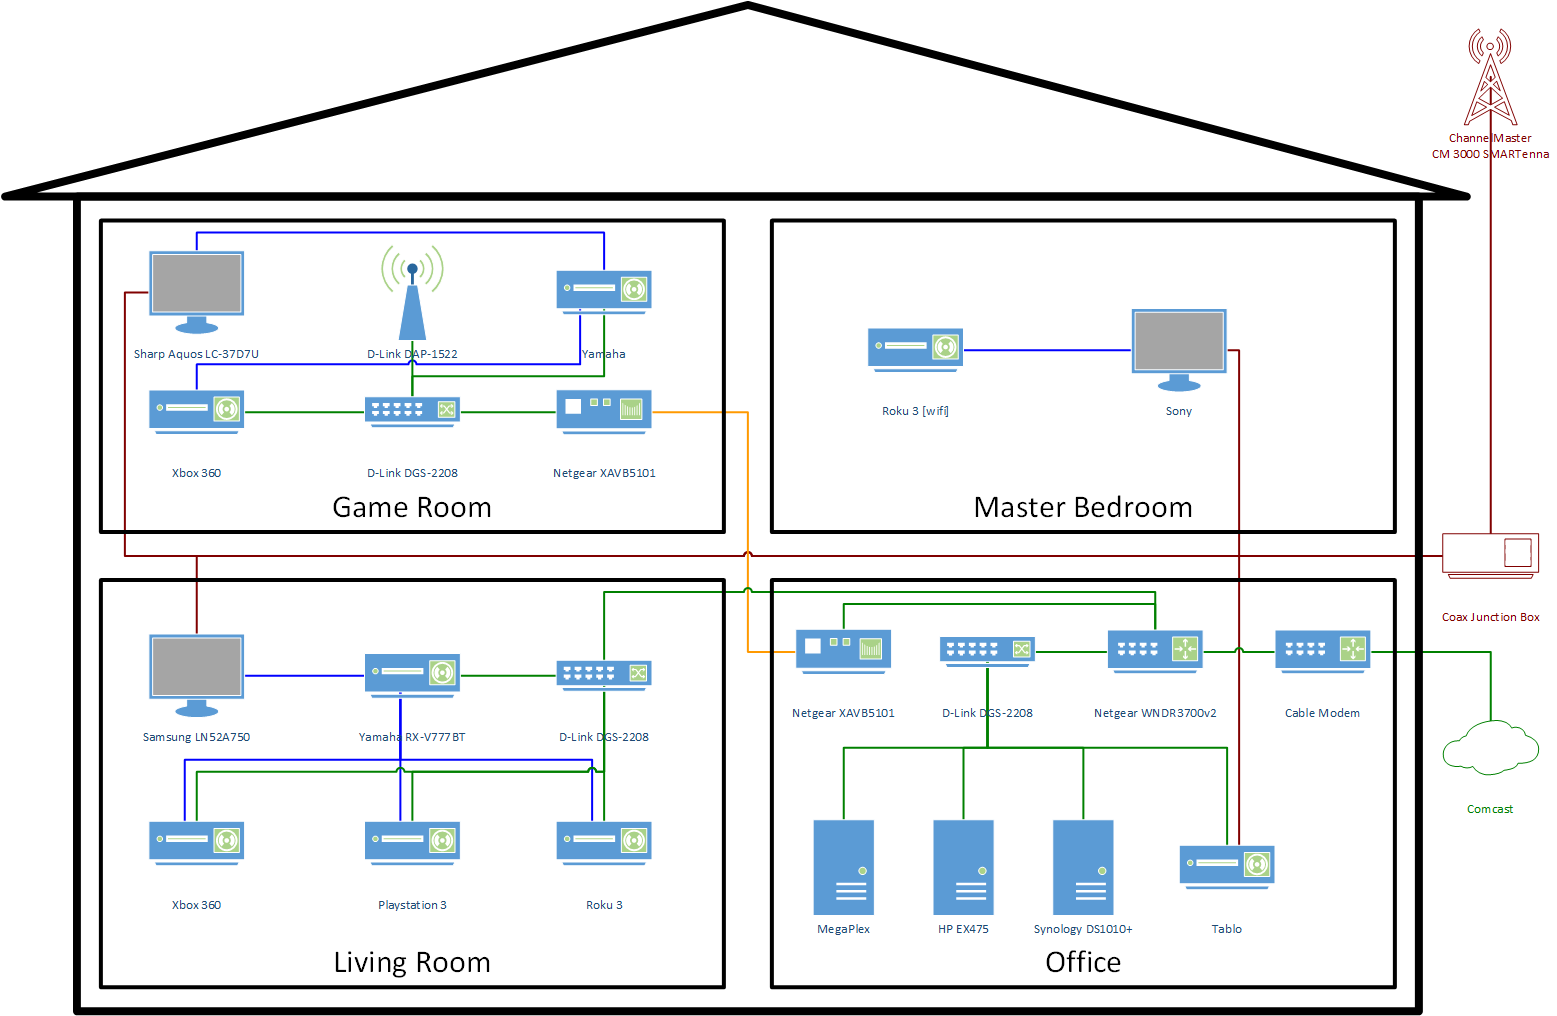 ChannelMaster
CM 3000 SMARTenna
Sharp Aquos LC-37D7U
D-Link DAP-1522
Yamaha
Xbox 360
D-Link DGS-2208
Netgear XAVB5101
Game Room
Roku 3 [wifi]
Sony
Master Bedroom
Coax Junction Box
Samsung LN52A750
Yamaha RX-V777BT
D-Link DGS-2208
Xbox 360
Playstation 3
Roku 3
Living Room
Netgear XAVB5101
D-Link DGS-2208
Netgear WNDR3700v2
Cable Modem
Comcast
MegaPlex
HP EX475
Synology DS1010+
Tablo
Office